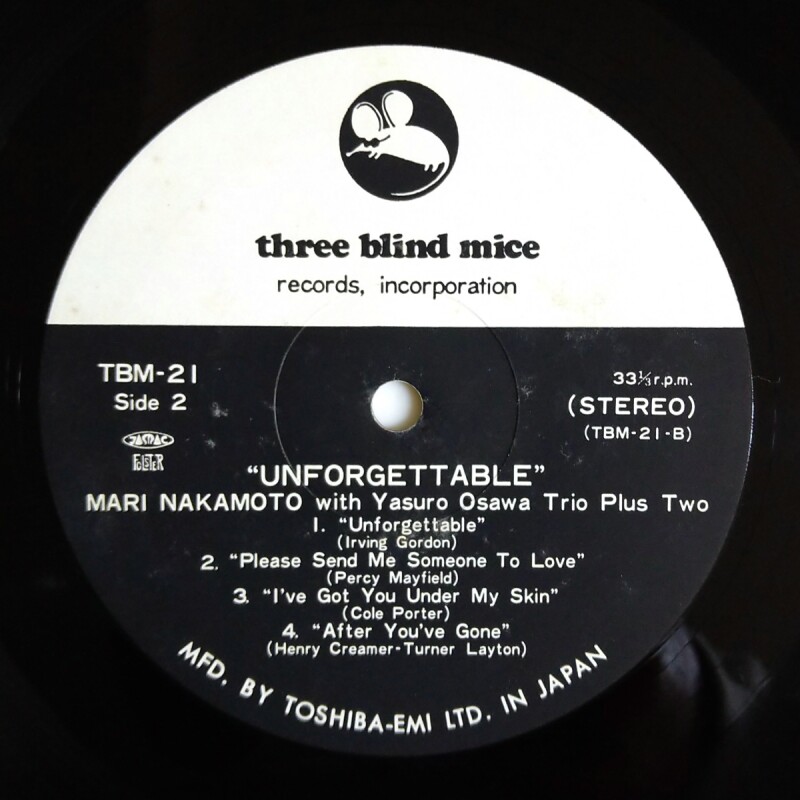 three blind mice
records, incorporation
TBM-21
Side 2
33⅓ r.p.m.
(STEREO)
(TBM-21-B)
JASRAC
FOLSTER
"UNFORGETTABLE"
MARI NAKAMOTO with Yasuro Osawa Trio Plus Two
1. "Unforgettable"
(Irving Gordon)
2. "Please Send Me Someone To Love"
(Percy Mayfield)
3. "I've Got You Under My Skin"
(Cole Porter)
4. "After You've Gone"
(Henry Creamer-Turner Layton)
MFD. BY TOSHIBA-EMI LTD. IN JAPAN